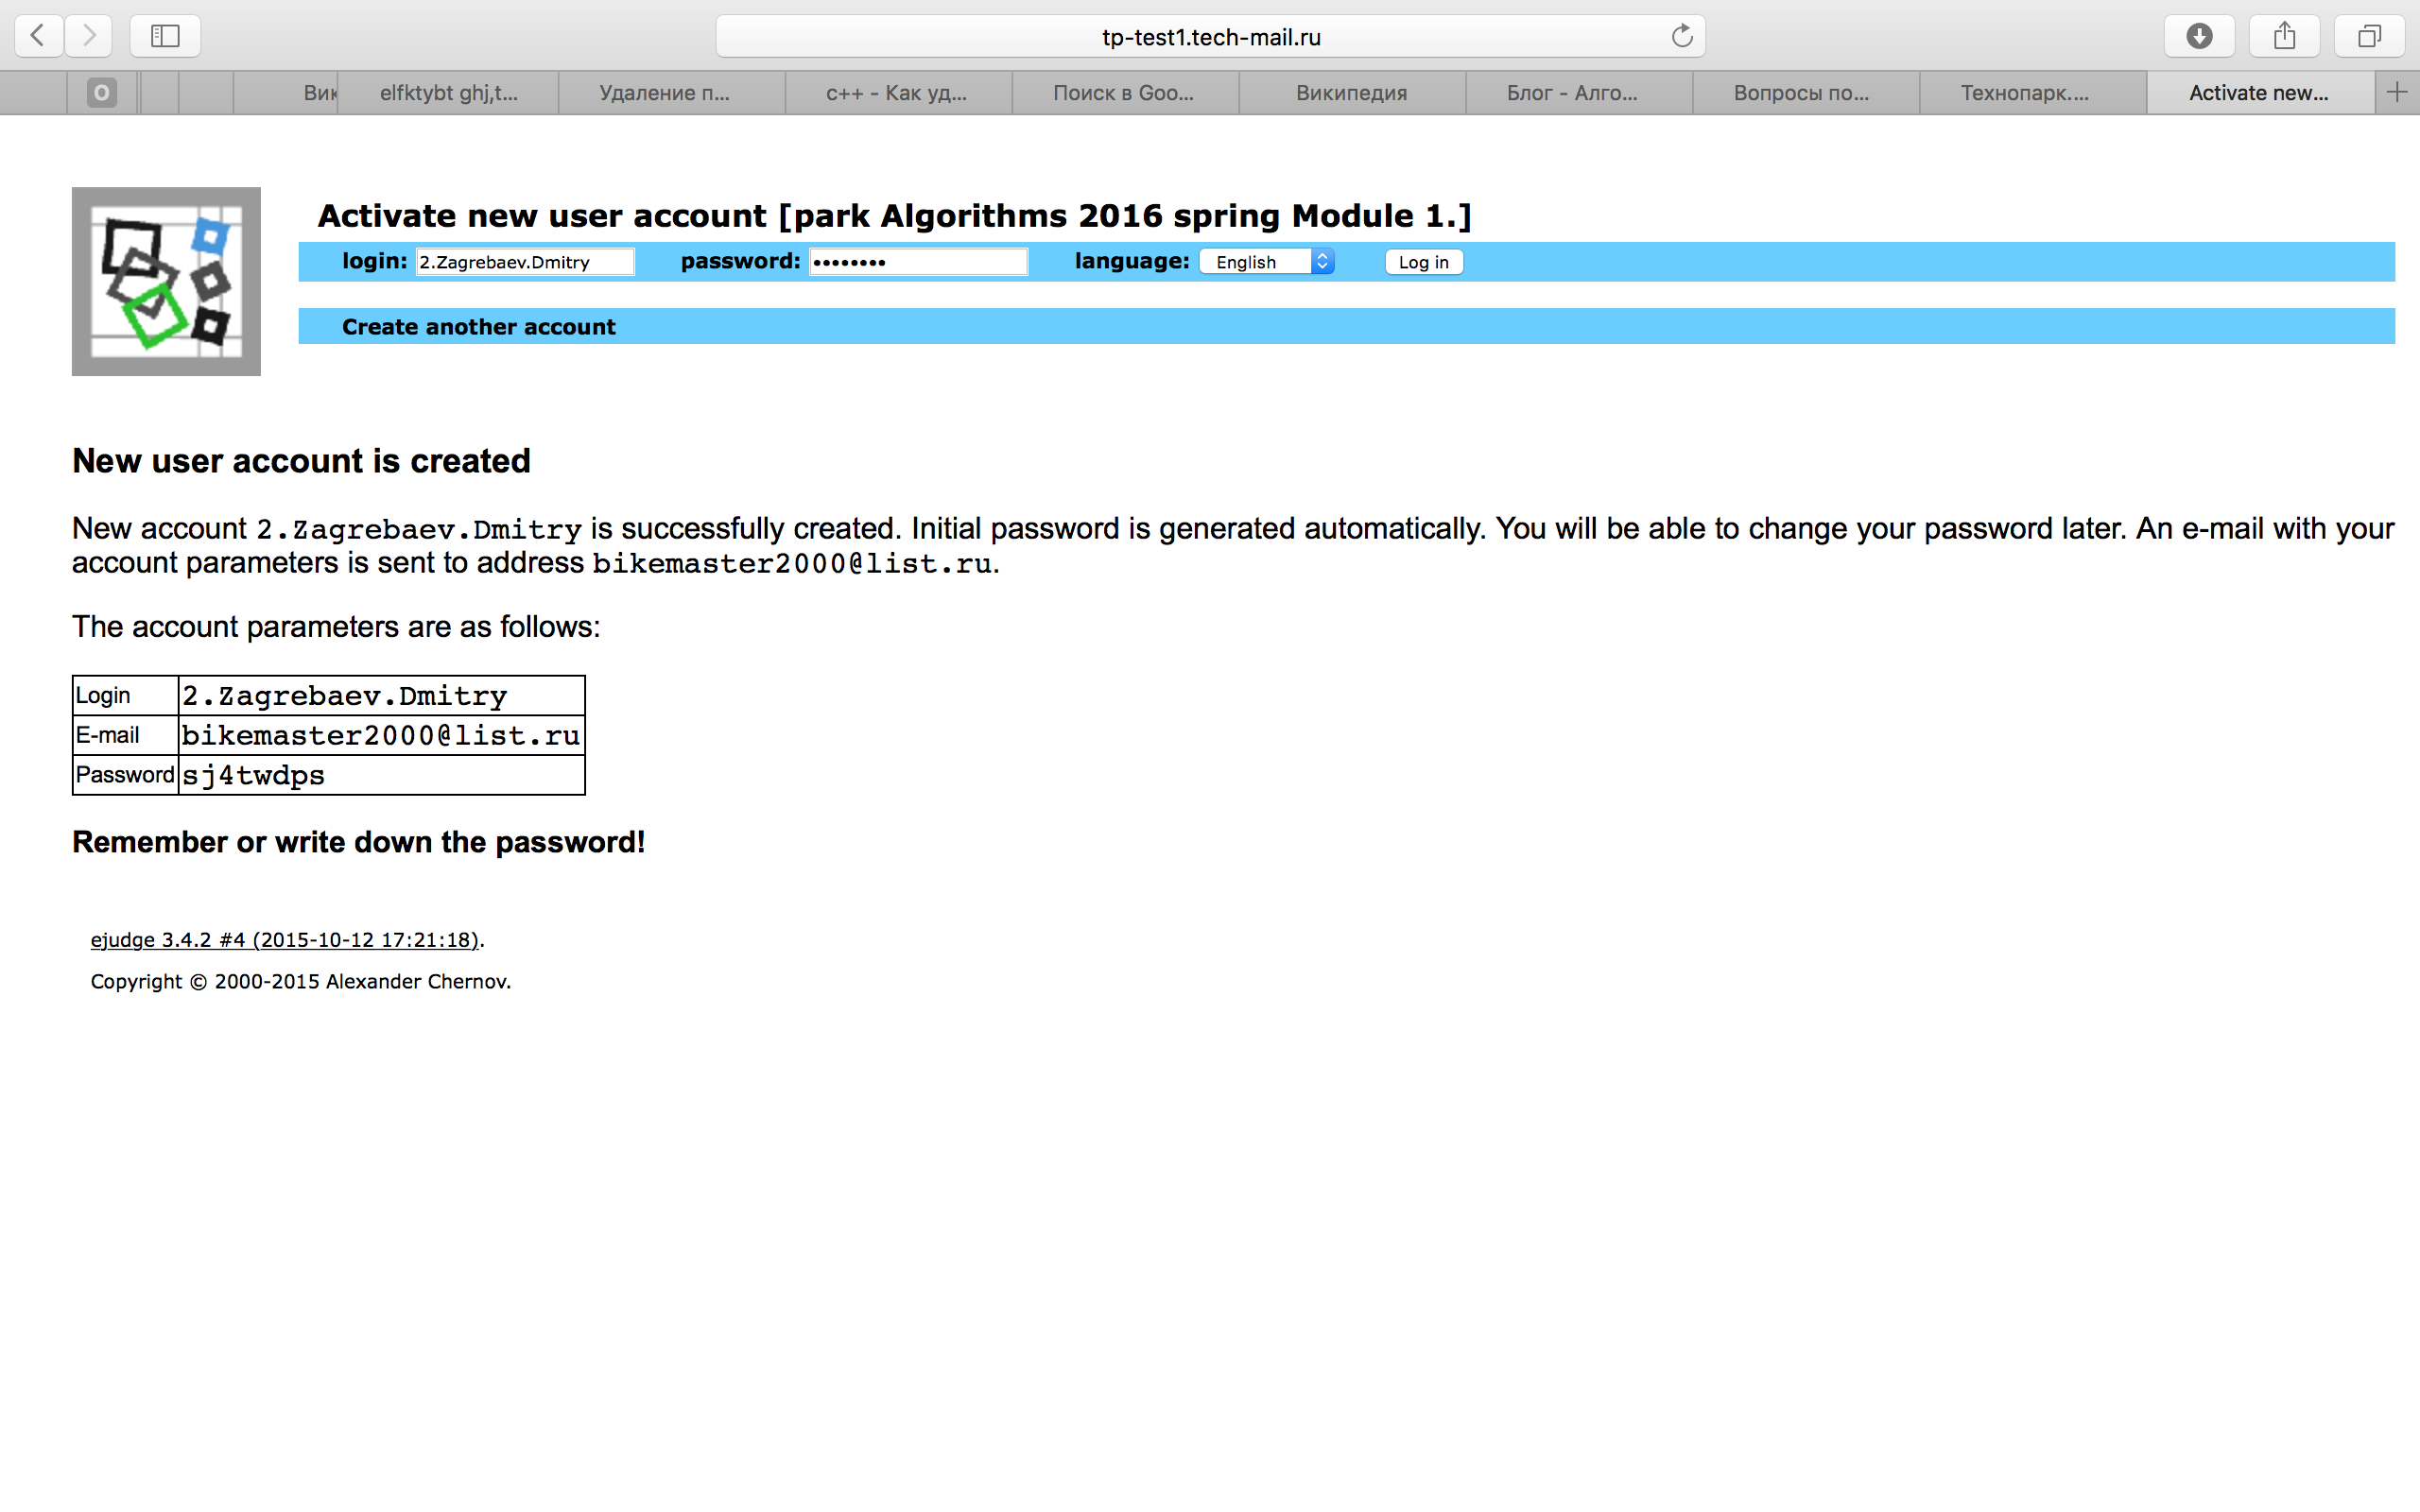 tp-test1.tech-mail.ru
O Вик elfktybt ghj,t... Удаление п... c++ - Как уд... Поиск в Goo... Википедия Блог - Алго... Вопросы по... Технопарк.... Activate new...
Activate new user account [park Algorithms 2016 spring Module 1.]
login: 2.Zagrebaev.Dmitry password: •••••••• language: English Log in
Create another account
New user account is created
New account 2.Zagrebaev.Dmitry is successfully created. Initial password is generated automatically. You will be able to change your password later. An e-mail with your
account parameters is sent to address bikemaster2000@list.ru.
The account parameters are as follows:
Login 2.Zagrebaev.Dmitry
E-mail bikemaster2000@list.ru
Password sj4twdps
Remember or write down the password!
ejudge 3.4.2 #4 (2015-10-12 17:21:18).
Copyright © 2000-2015 Alexander Chernov.